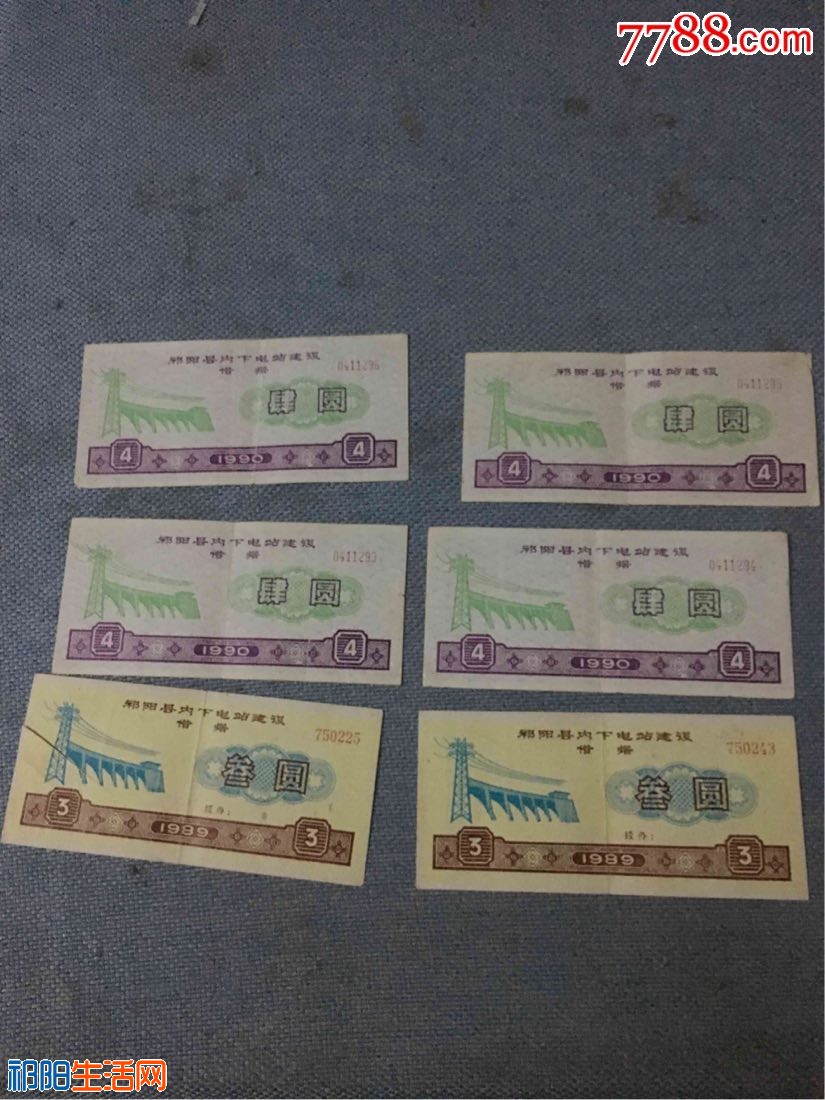 7788.com
祁阳县内下电站建设
借据
0411296
肆圆
4 1990 4
祁阳县内下电站建设
借据
0411295
肆圆
4 1990 4
祁阳县内下电站建设
借据
0411293
肆圆
4 1990 4
祁阳县内下电站建设
借据
0411294
肆圆
4 1990 4
祁阳县内下电站建设
借据
750225
叁圆
经办：
3 1989 3
祁阳县内下电站建设
借据
750243
叁圆
经办：
3 1989 3
祁阳生活网